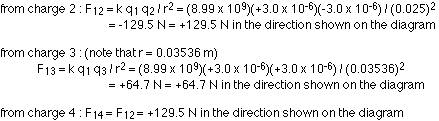 from charge 2 : F12 = k q1 q2 / r2 = (8.99 x 10⁹)(+3.0 x 10-6)(-3.0 x 10-6) / (0.025)2
= -129.5 N = +129.5 N in the direction shown on the diagram
from charge 3 : (note that r = 0.03536 m)
F13 = k q1 q3 / r2 = (8.99 x 10⁹)(+3.0 x 10-6)(+3.0 x 10-6) / (0.03536)2
= +64.7 N = +64.7 N in the direction shown on the diagram
from charge 4 : F14 = F12 = +129.5 N in the direction shown on the diagram